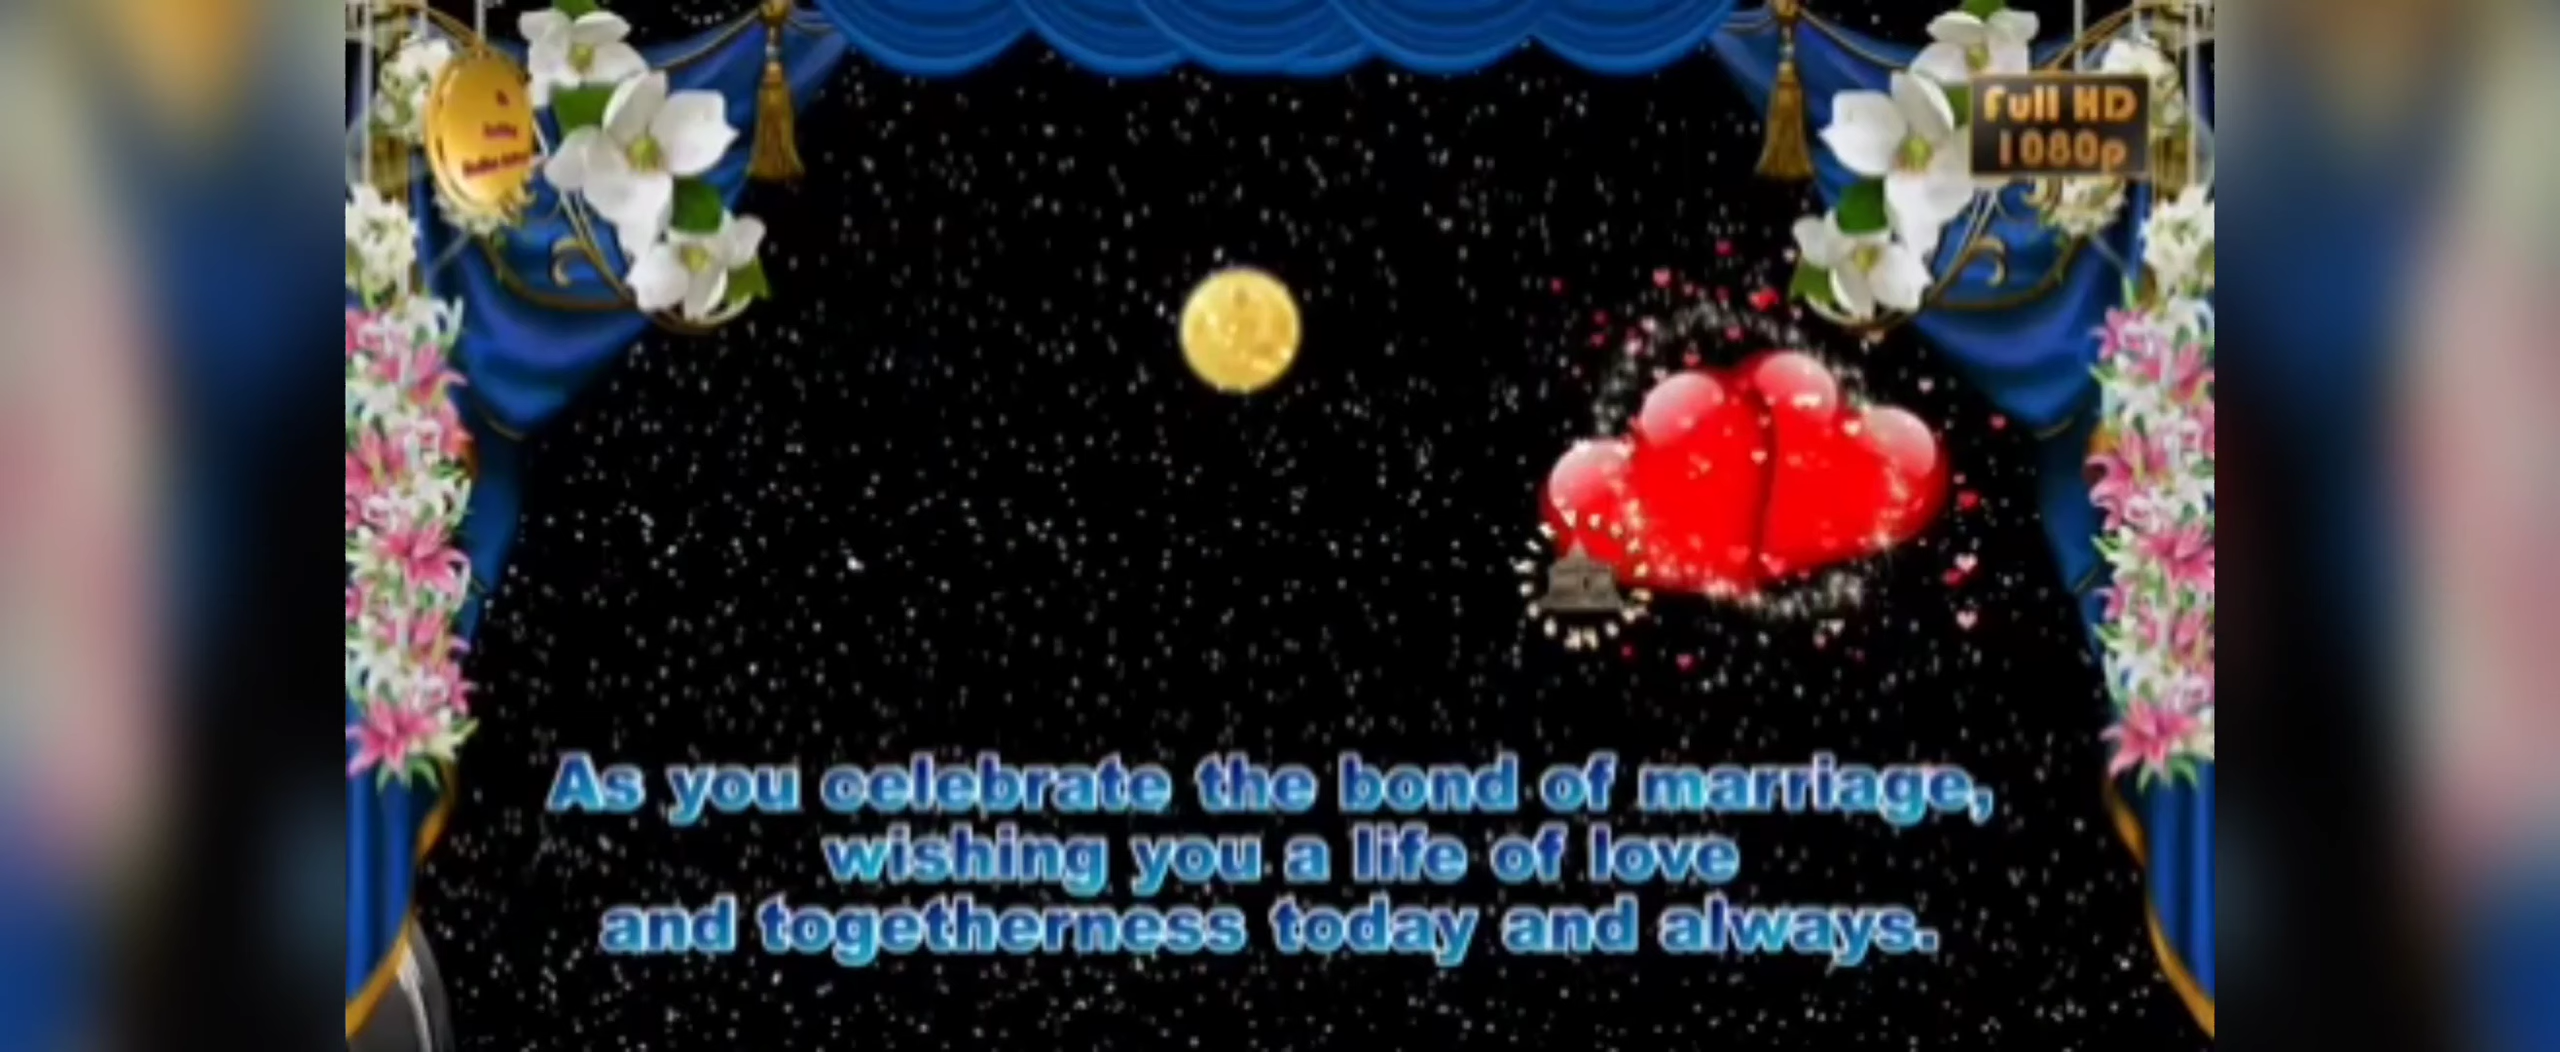 Full HD
1080p
As you celebrate the bond of marriage,
wishing you a life of love
and togetherness today and always.